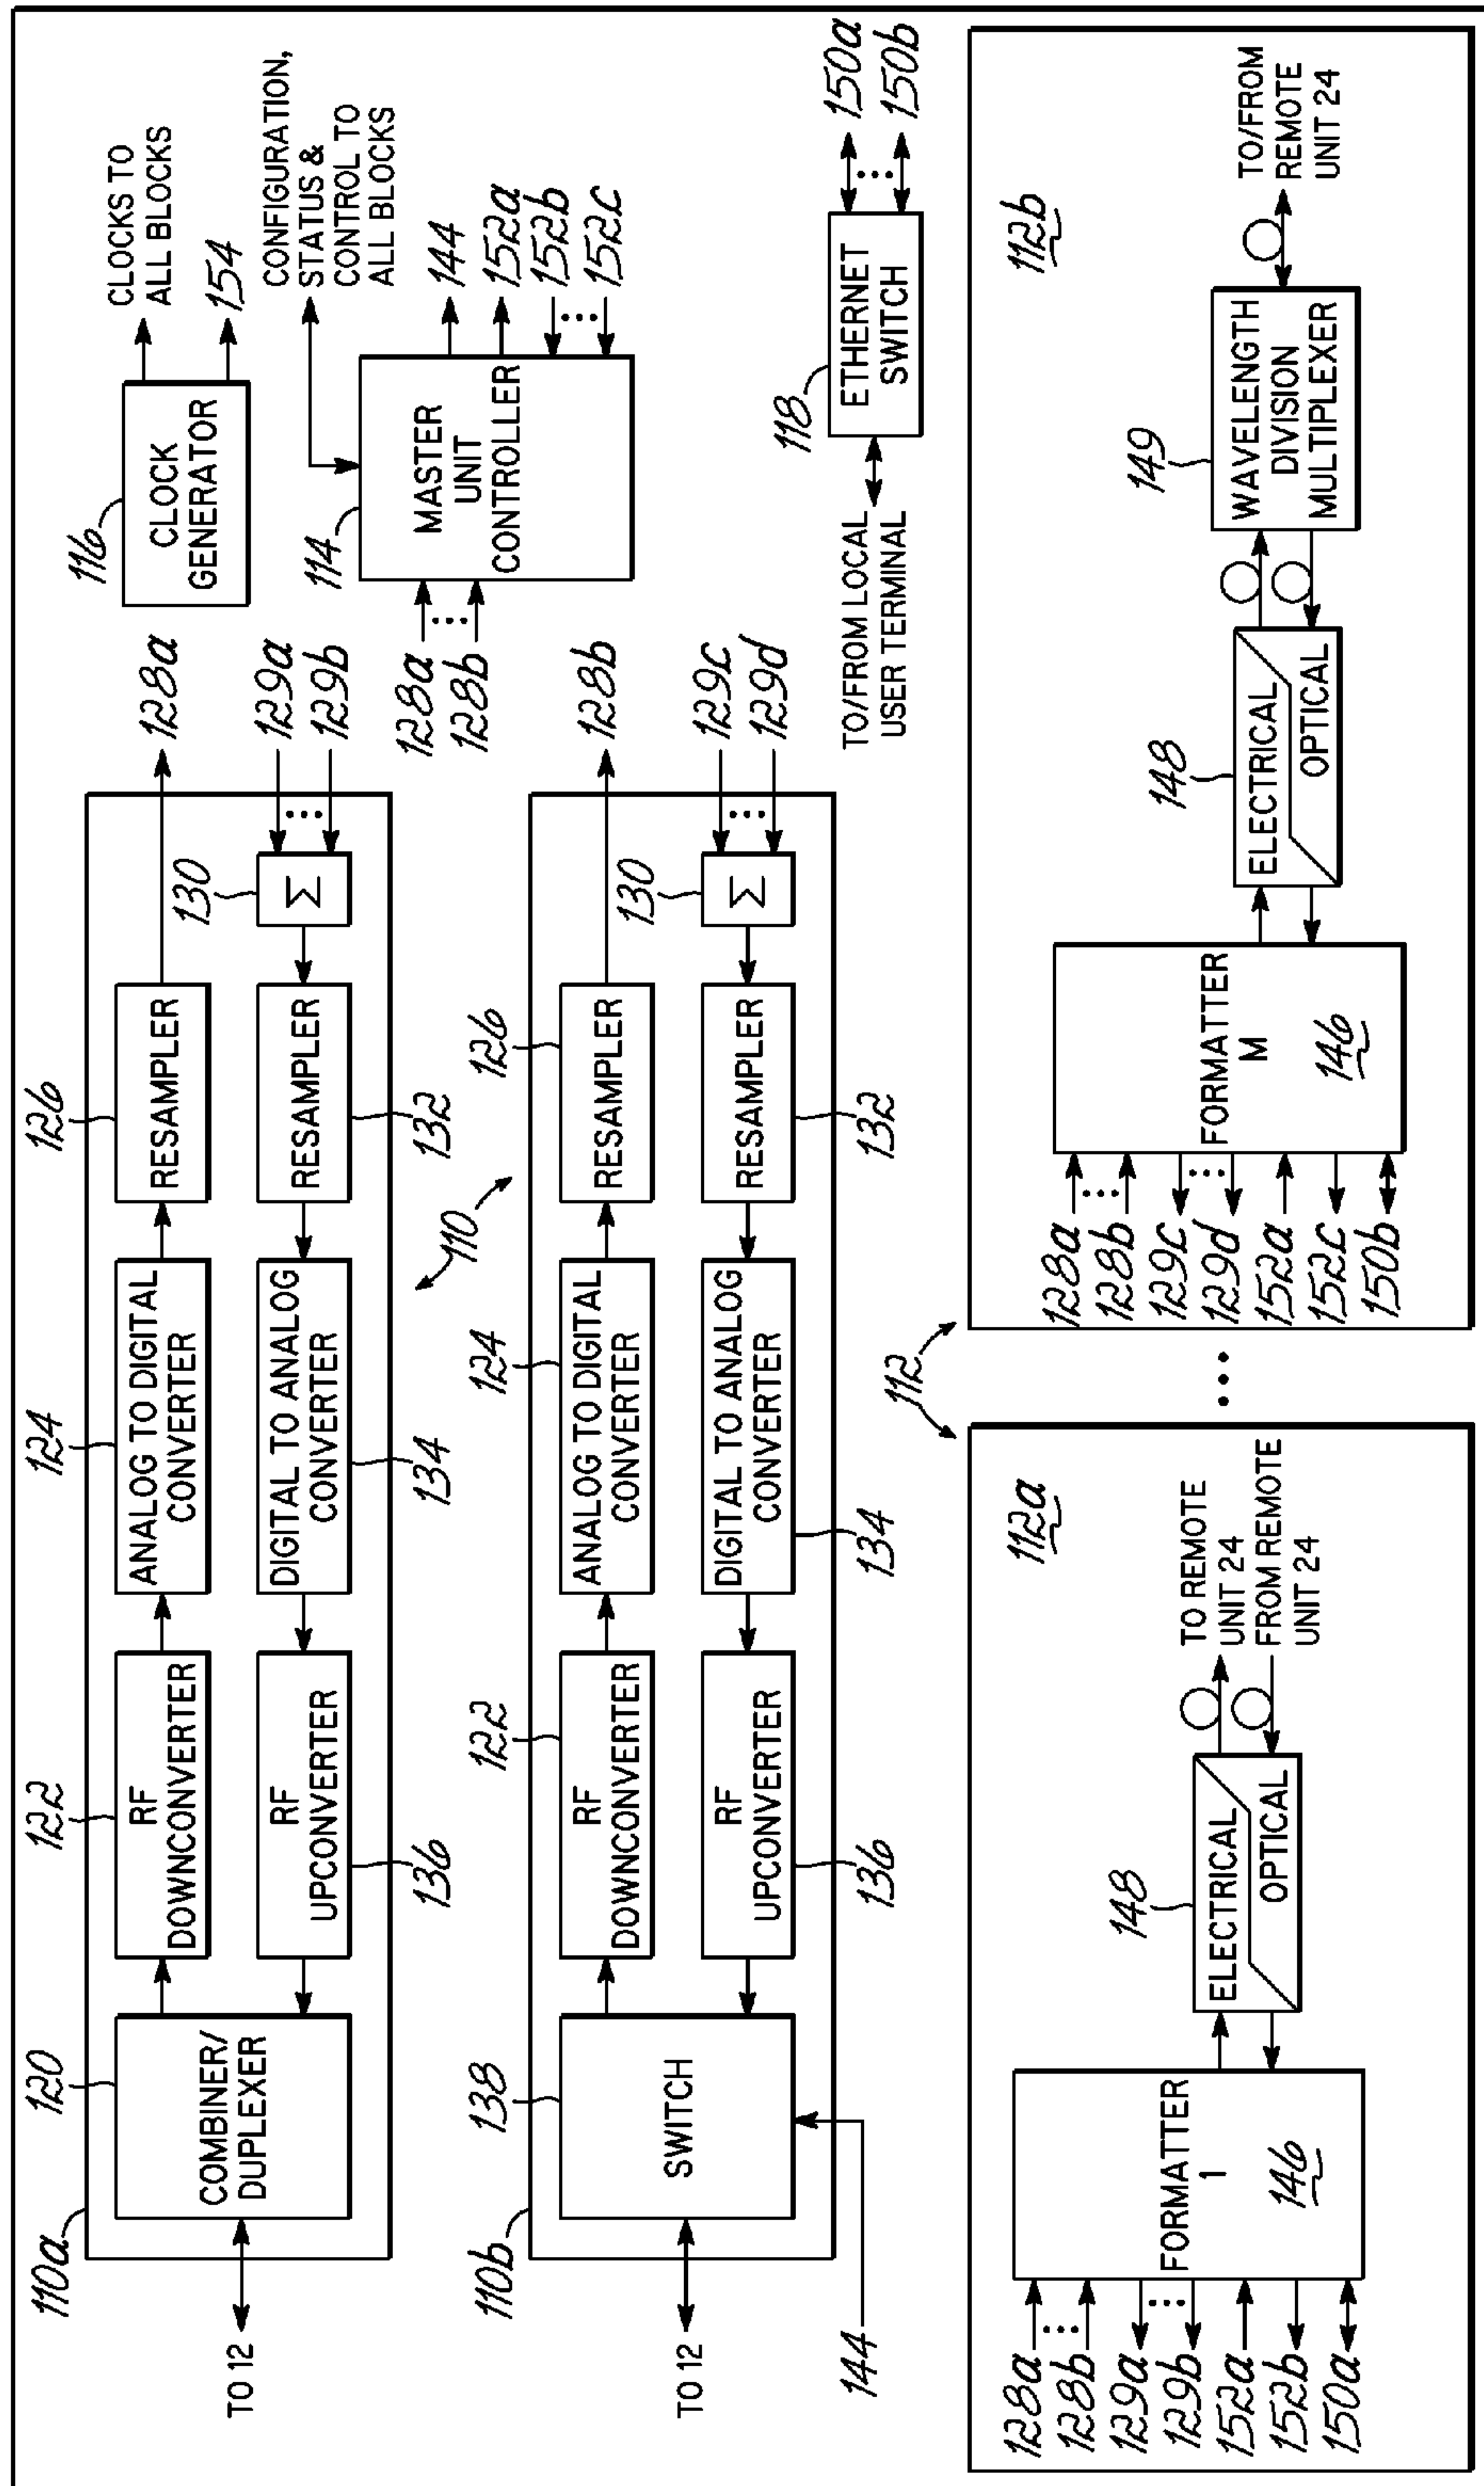 110a
120
COMBINER/
DUPLEXER
TO 12
122
RF
DOWNCONVERTER
124
ANALOG TO DIGITAL
CONVERTER
126
RESAMPLER
128a
RF
UPCONVERTER
136
DIGITAL TO ANALOG
CONVERTER
134
RESAMPLER
132
130
Σ
129a
129b
110
116
CLOCK
GENERATOR
CLOCKS TO
ALL BLOCKS
154
CONFIGURATION,
STATUS &
CONTROL TO
ALL BLOCKS
114
MASTER
UNIT
CONTROLLER
128a
128b
144
152a
152b
152c
110b
138
SWITCH
TO 12
144
122
RF
DOWNCONVERTER
124
ANALOG TO DIGITAL
CONVERTER
126
RESAMPLER
128b
RF
UPCONVERTER
136
DIGITAL TO ANALOG
CONVERTER
134
RESAMPLER
132
130
Σ
129c
129d
118
ETHERNET
SWITCH
TO/FROM LOCAL
USER TERMINAL
150a
150b
112
112a
FORMATTER
1
146
128a
128b
129a
129b
152a
152b
150a
148
ELECTRICAL
OPTICAL
TO REMOTE
UNIT 24
FROM REMOTE
UNIT 24
112b
FORMATTER
M
146
128a
128b
129c
129d
152a
152c
150b
148
ELECTRICAL
OPTICAL
149
WAVELENGTH
DIVISION
MULTIPLEXER
TO/FROM
REMOTE
UNIT 24